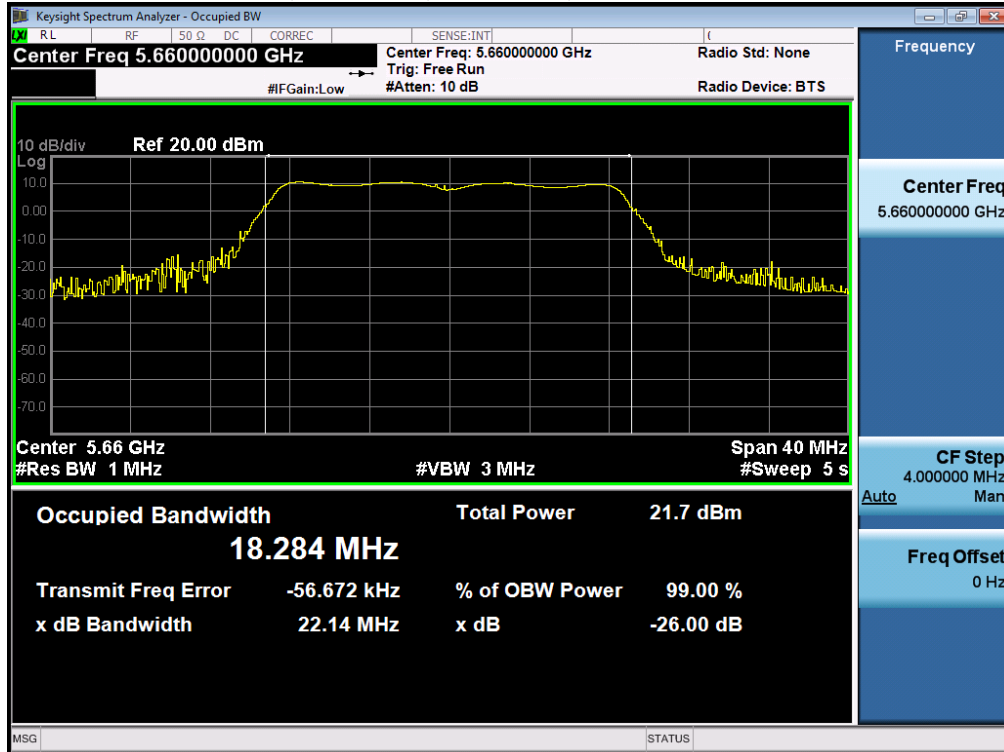 Keysight Spectrum Analyzer - Occupied BW
LXI RL RF 50 Ω DC CORREC SENSE:INT
Center Freq 5.660000000 GHz
Center Freq: 5.660000000 GHz
Radio Std: None
Trig: Free Run
#IFGain:Low
#Atten: 10 dB
Radio Device: BTS
10 dB/div
Ref 20.00 dBm
Log
10.0
0.00
-10.0
-20.0
-30.0
-40.0
-50.0
-60.0
-70.0
Center 5.66 GHz
Span 40 MHz
#Res BW 1 MHz
#VBW 3 MHz
#Sweep 5 s
Occupied Bandwidth
Total Power
21.7 dBm
18.284 MHz
Transmit Freq Error
-56.672 kHz
% of OBW Power
99.00 %
x dB Bandwidth
22.14 MHz
x dB
-26.00 dB
Frequency
Center Freq
5.660000000 GHz
CF Step
4.000000 MHz
Auto Man
Freq Offset
0 Hz
MSG
STATUS